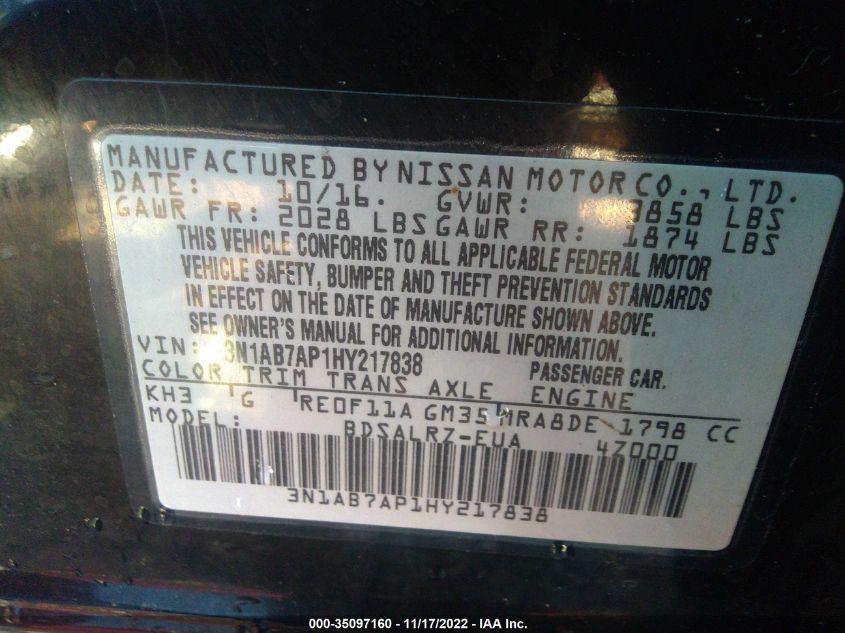 MANUFACTURED BY NISSAN MOTOR CO., LTD.
DATE: 10/16. GVWR: 3858 LBS
GAWR FR: 2028 LBS GAWR RR: 1874 LBS
THIS VEHICLE CONFORMS TO ALL APPLICABLE FEDERAL MOTOR
VEHICLE SAFETY, BUMPER AND THEFT PREVENTION STANDARDS
IN EFFECT ON THE DATE OF MANUFACTURE SHOWN ABOVE.
SEE OWNER'S MANUAL FOR ADDITIONAL INFORMATION.
VIN: 3N1AB7AP1HY217838 PASSENGER CAR.
COLOR TRIM TRANS AXLE ENGINE
KH3 G RE0F11A GM35 MRA8DE 1798 CC
MODEL: BDSALRZ-EUA 4Z000
3N1AB7AP1HY217838
000-35097160 - 11/17/2022 - IAA Inc.